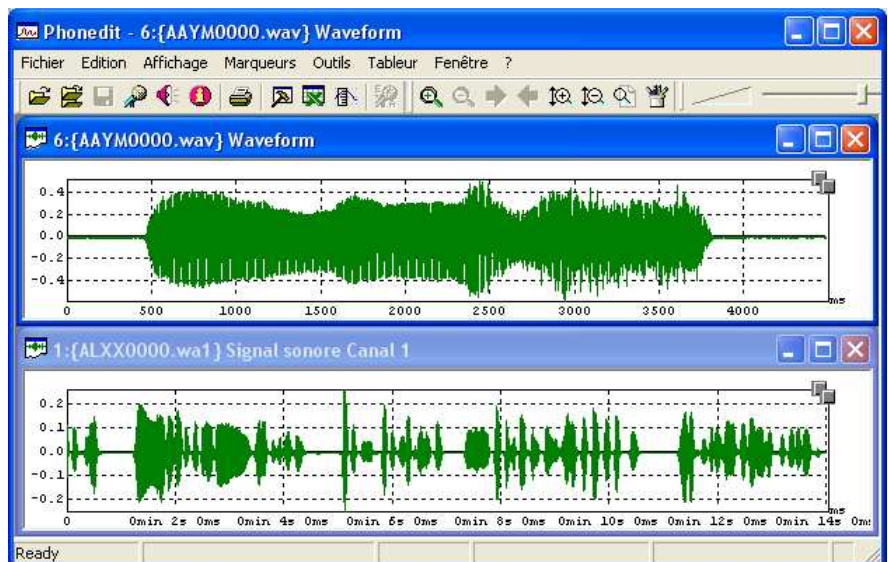 Phonedit - 6:{AAYM0000.wav} Waveform
Fichier Edition Affichage Marqueurs Outils Tableur Fenêtre ?
6:{AAYM0000.wav} Waveform
0.4
0.2
0.0
-0.2
-0.4
ms
0 500 1000 1500 2000 2500 3000 3500 4000
1:{ALXX0000.wa1} Signal sonore Canal 1
0.2
0.1
0.0
-0.1
-0.2
ms
0 0min 2s 0ms 0min 4s 0ms 0min 6s 0ms 0min 8s 0ms 0min 10s 0ms 0min 12s 0ms 0min 14s 0ms
Ready